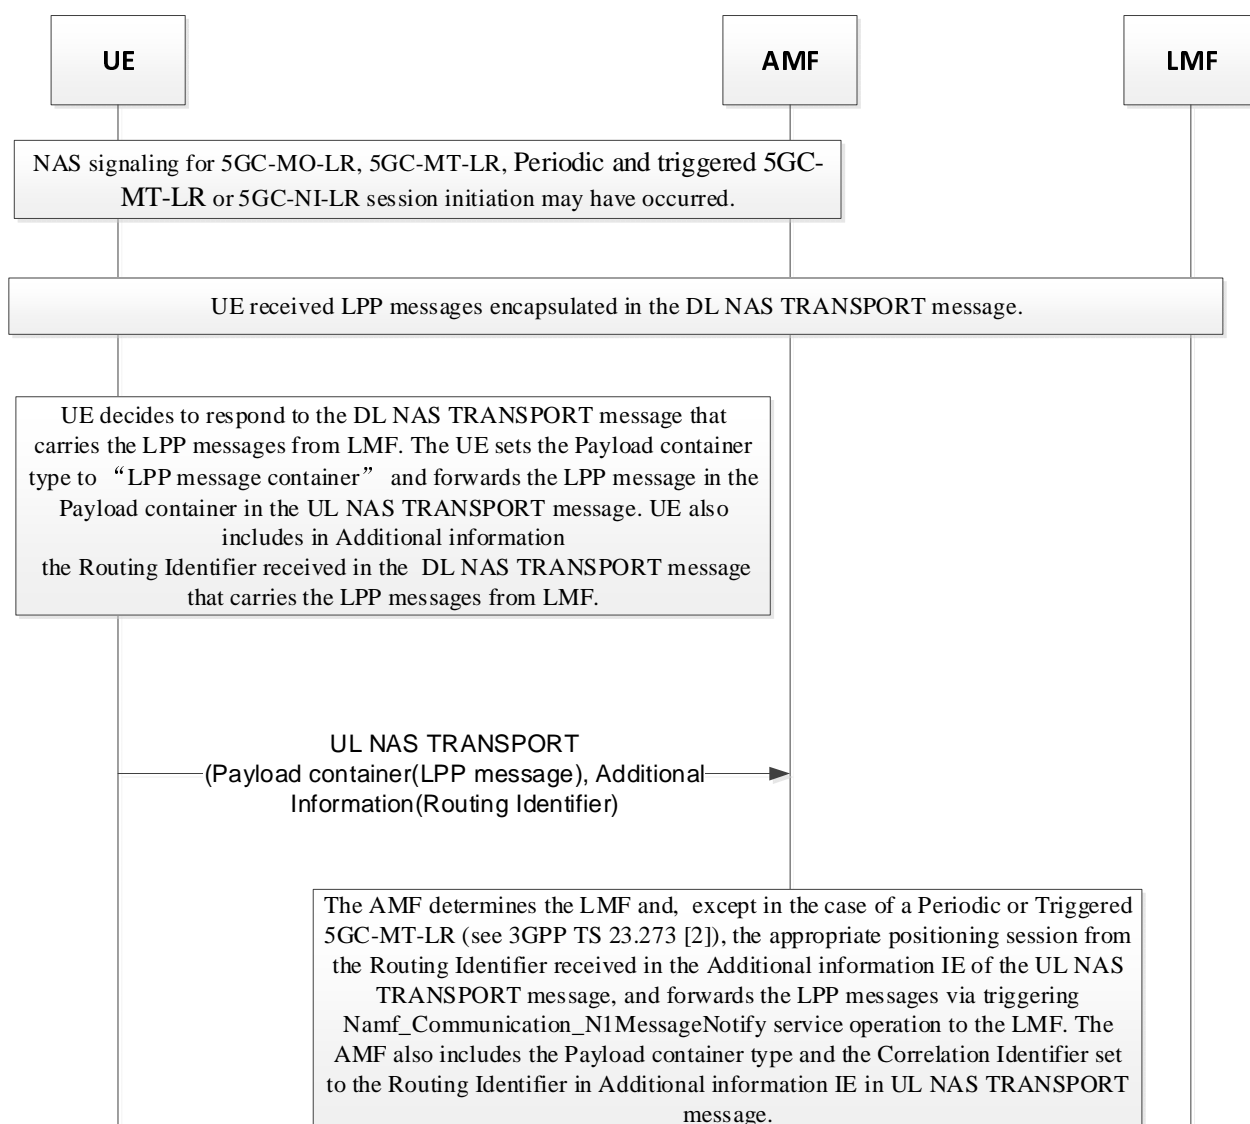 UE
AMF
LMF
NAS signaling for 5GC-MO-LR, 5GC-MT-LR, Periodic and triggered 5GC-
MT-LR or 5GC-NI-LR session initiation may have occurred.
UE received LPP messages encapsulated in the DL NAS TRANSPORT message.
UE decides to respond to the DL NAS TRANSPORT message that
carries the LPP messages from LMF. The UE sets the Payload container
type to “LPP message container” and forwards the LPP message in the
Payload container in the UL NAS TRANSPORT message. UE also
includes in Additional information
the Routing Identifier received in the DL NAS TRANSPORT message
that carries the LPP messages from LMF.
UL NAS TRANSPORT
(Payload container(LPP message), Additional
Information(Routing Identifier)
The AMF determines the LMF and, except in the case of a Periodic or Triggered
5GC-MT-LR (see 3GPP TS 23.273 [2]), the appropriate positioning session from
the Routing Identifier received in the Additional information IE of the UL NAS
TRANSPORT message, and forwards the LPP messages via triggering
Namf_Communication_N1MessageNotify service operation to the LMF. The
AMF also includes the Payload container type and the Correlation Identifier set
to the Routing Identifier in Additional information IE in UL NAS TRANSPORT
message.